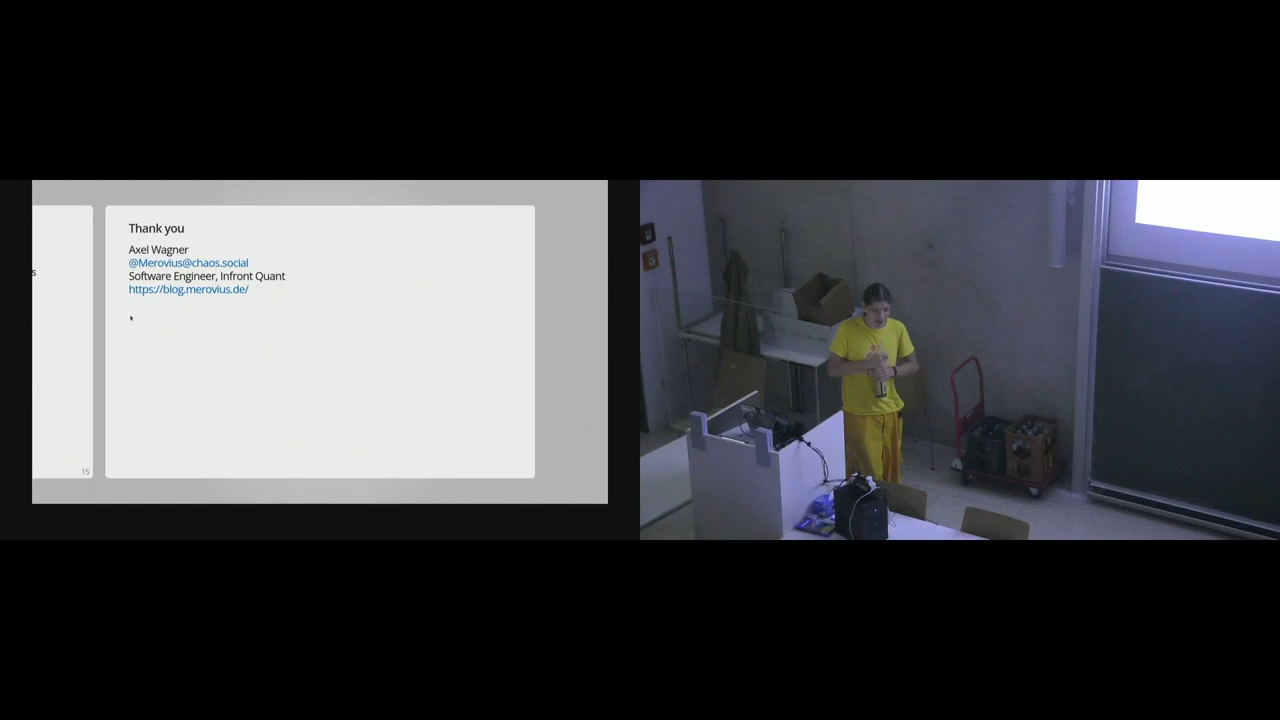 s
15
Thank you
Axel Wagner
@Merovius@chaos.social
Software Engineer, Infront Quant
https://blog.merovius.de/